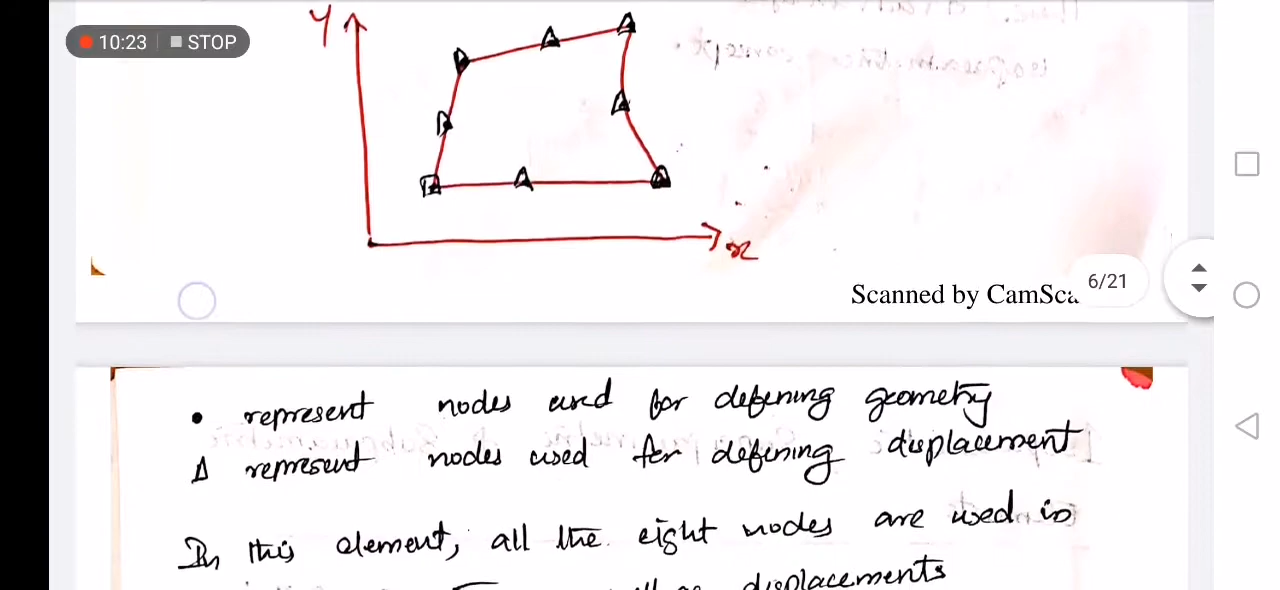 10:23 STOP
y
x
Scanned by CamSca
6/21
• represent nodes used for defining geometry
Δ represent nodes used for defining displacement
In this element, all the eight nodes are used in
displacements